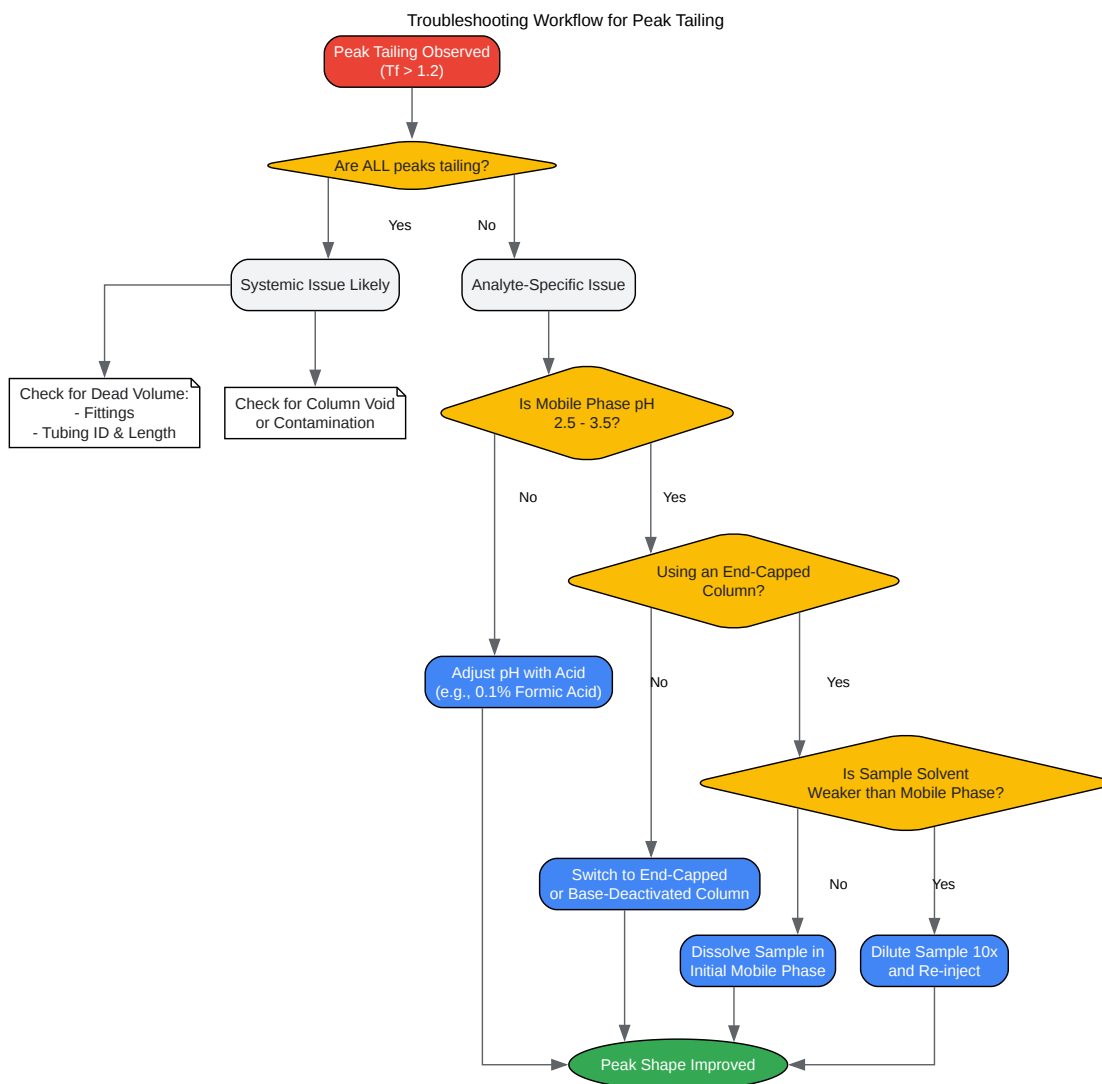 Troubleshooting Workflow for Peak Tailing
Peak Tailing Observed
(Tf > 1.2)
Are ALL peaks tailing?
Yes
No
Systemic Issue Likely
Analyte-Specific Issue
Check for Dead Volume:
- Fittings
- Tubing ID & Length
Check for Column Void
or Contamination
Is Mobile Phase pH
2.5 - 3.5?
No
Yes
Using an End-Capped
Column?
Adjust pH with Acid
(e.g., 0.1% Formic Acid)
No
Yes
Is Sample Solvent
Weaker than Mobile Phase?
Switch to End-Capped
or Base-Deactivated Column
No
Yes
Dissolve Sample in
Initial Mobile Phase
Dilute Sample 10x
and Re-inject
Peak Shape Improved